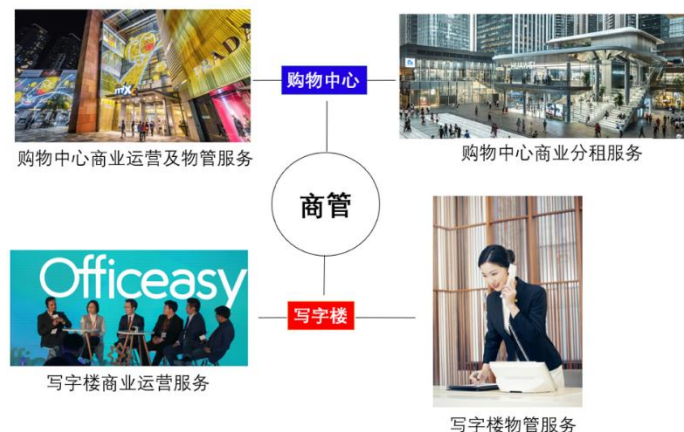 购物中心
购物中心商业运营及物管服务
购物中心商业分租服务
商管
Officeasy
写字楼
写字楼商业运营服务
写字楼物管服务